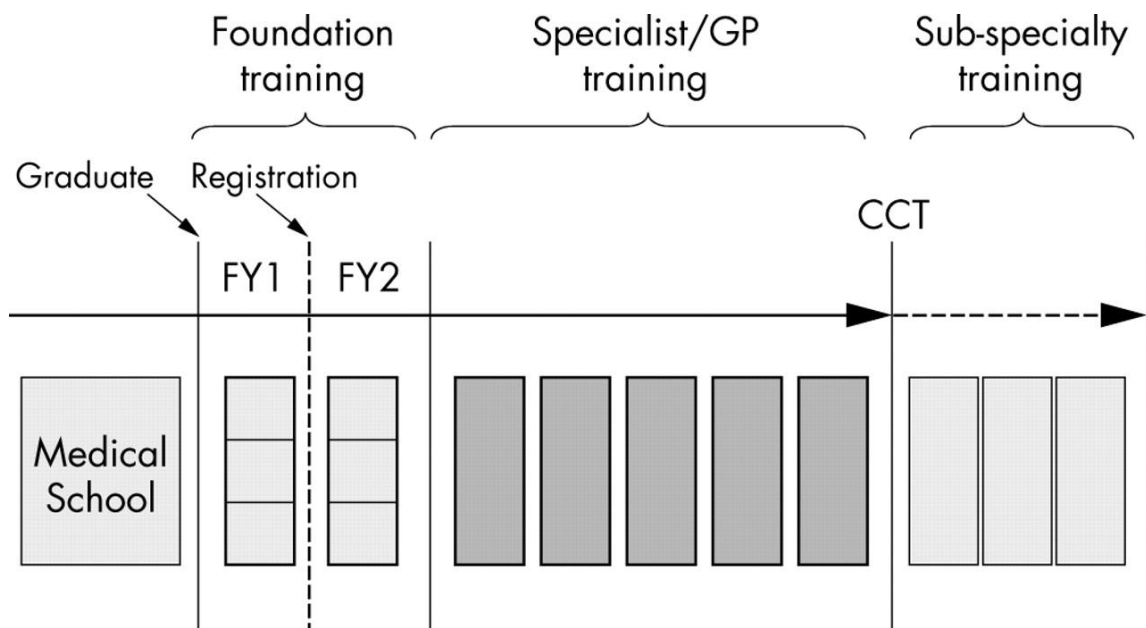 Foundation
training
Specialist/GP
training
Sub-specialty
training
Graduate
Registration
CCT
FY1
FY2
Medical
School